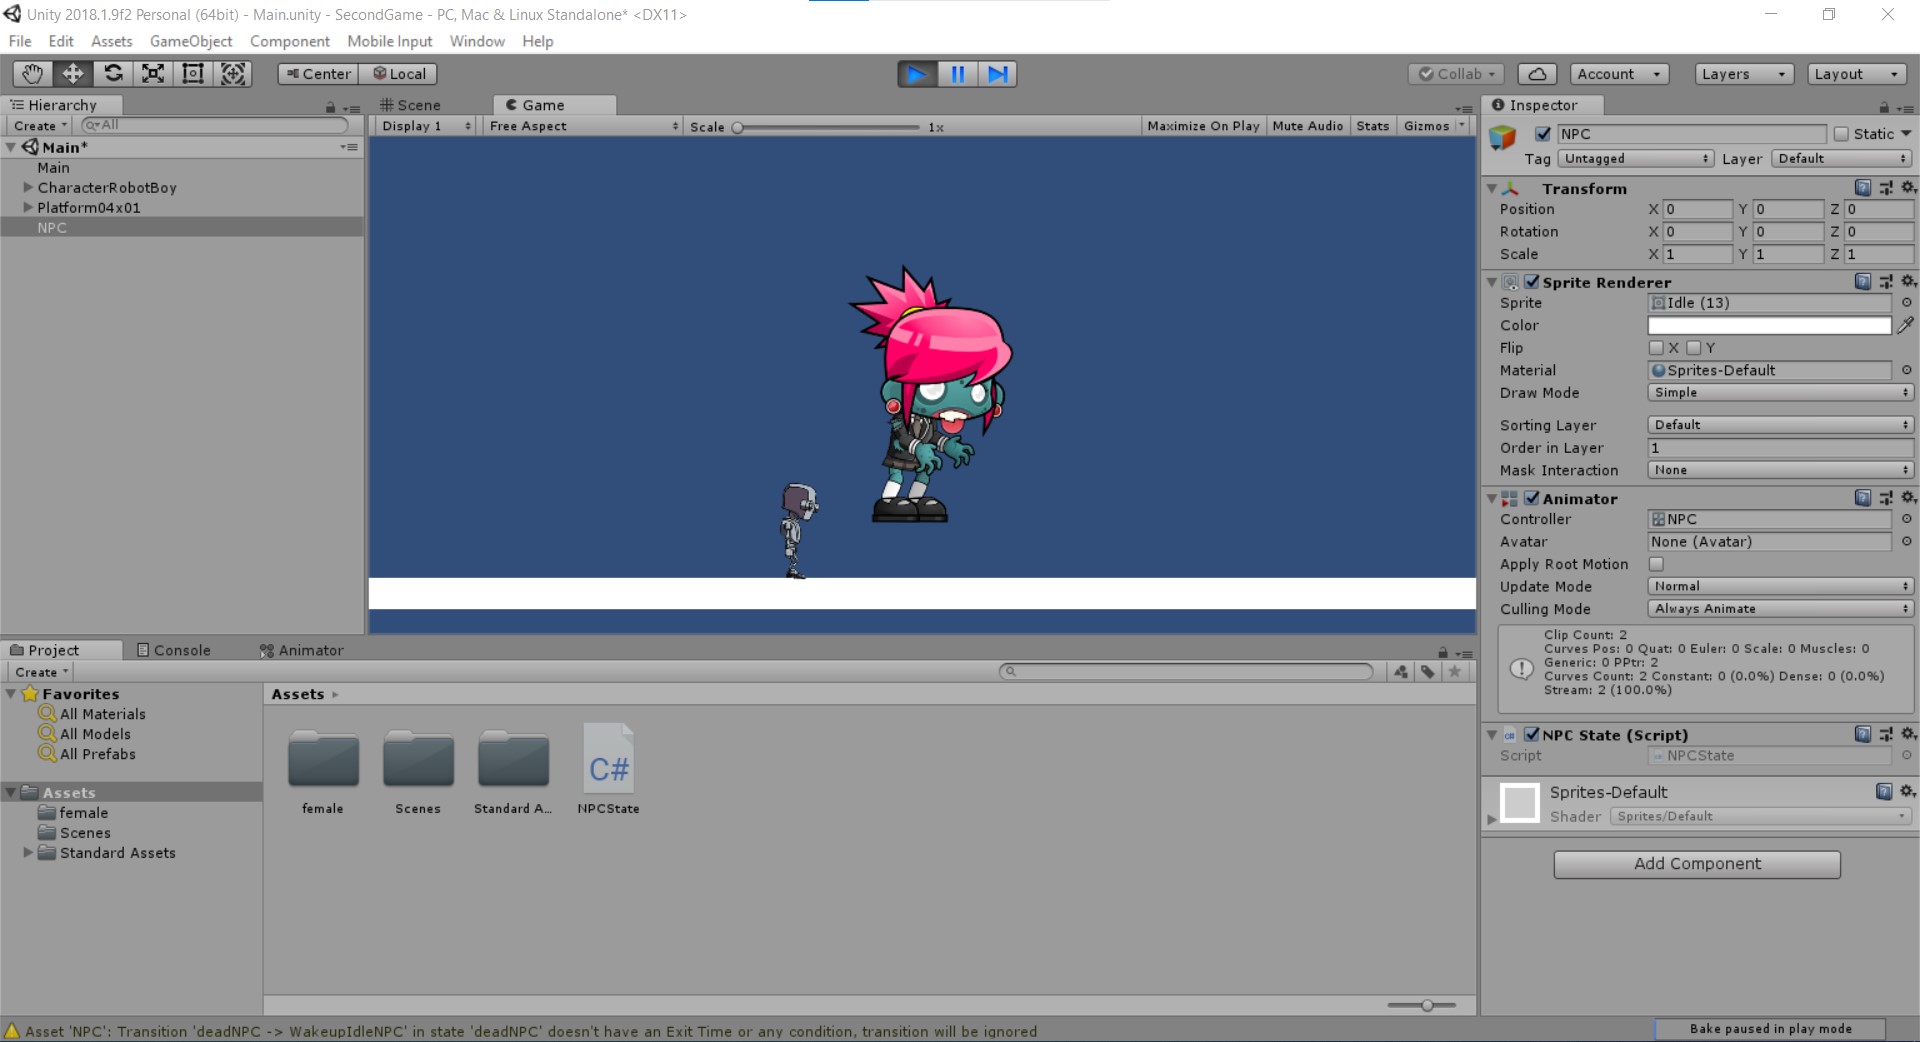 Unity 2018.1.9f2 Personal (64bit) - Main.unity - SecondGame - PC, Mac & Linux Standalone* <DX11>
File Edit Assets GameObject Component Mobile Input Window Help
Center Local Collab Account Layers Layout
Hierarchy
Create All
Main*
Main
CharacterRobotBoy
Platform04x01
NPC
Scene Game
Display 1 Free Aspect Scale 1x Maximize On Play Mute Audio Stats Gizmos
Inspector
NPC Static
Tag Untagged Layer Default
Transform
Position X 0 Y 0 Z 0
Rotation X 0 Y 0 Z 0
Scale X 1 Y 1 Z 1
Sprite Renderer
Sprite Idle (13)
Color
Flip X Y
Material Sprites-Default
Draw Mode Simple
Sorting Layer Default
Order in Layer 1
Mask Interaction None
Animator
Controller NPC
Avatar None (Avatar)
Apply Root Motion
Update Mode Normal
Culling Mode Always Animate
Clip Count: 2
Curves Pos: 0 Quat: 0 Euler: 0 Scale: 0 Muscles: 0
Generic: 0 PPtr: 2
Curves Count: 2 Constant: 0 (0.0%) Dense: 0 (0.0%)
Stream: 2 (100.0%)
NPC State (Script)
Script NPCState
Sprites-Default
Shader Sprites/Default
Add Component
Project Console Animator
Create
Favorites
All Materials
All Models
All Prefabs
Assets
female
Scenes
Standard Assets
Assets
C#
female Scenes Standard A... NPCState
Asset 'NPC': Transition 'deadNPC -> WakeupIdleNPC' in state 'deadNPC' doesn't have an Exit Time or any condition, transition will be ignored
Bake paused in play mode